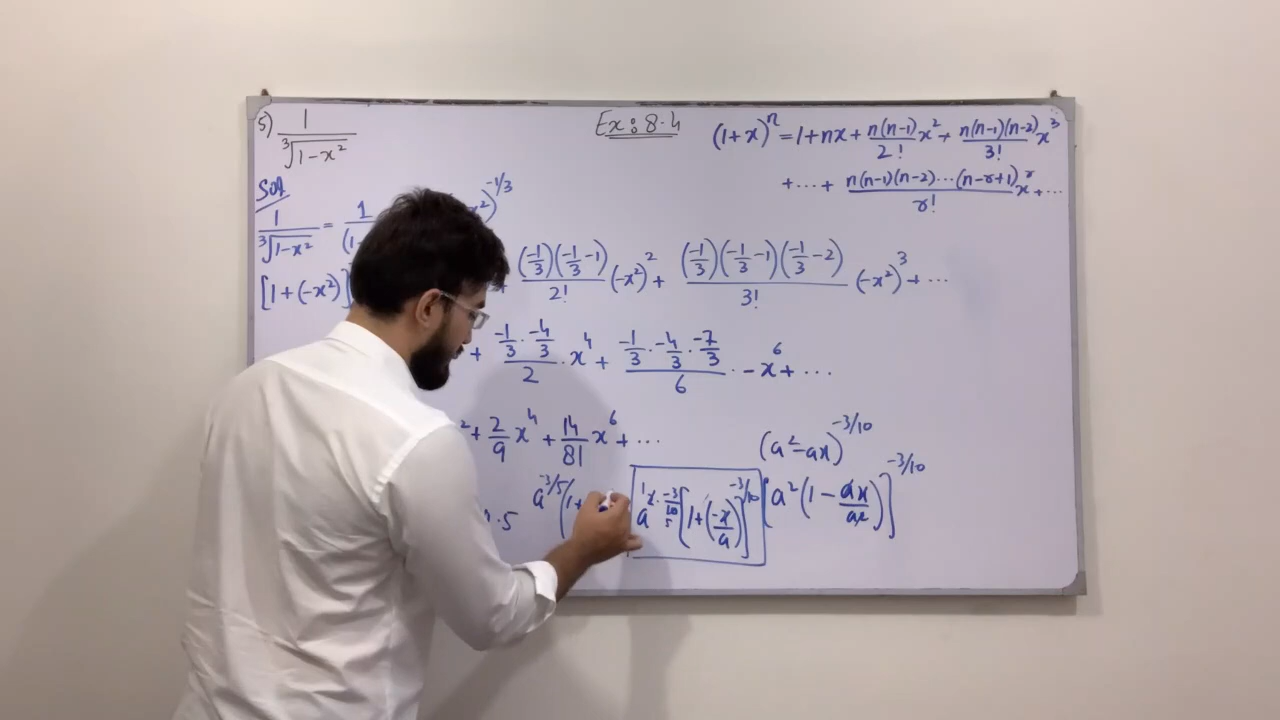 5) 1/∛(1-x²)
Ex: 8.4
(1+x)ⁿ = 1+nx+ n(n-1)/2! x² + n(n-1)(n-2)/3! x³
+...+ n(n-1)(n-2)...(n-r+1)/r! xʳ +...
Sol
1/∛(1-x²) = 1/(1- x²)^(-1/3)
[1+(-x²)] + (-1/3)(-1/3-1)/2! (-x²)² + (-1/3)(-1/3-1)(-1/3-2)/3! (-x²)³ + ...
+ (-1/3 · -4/3)/2 · x⁴ + (-1/3 · -4/3 · -7/3)/6 · -x⁶ + ...
² + 2/9 x⁴ + 14/81 x⁶ + ...
(a²-ax)^(-3/10)
[a²(1 - ax/a²)]^(-3/10)
a^(2·-3/10) [1+(-x/a)]^(-3/10)
a^(-3/5) (1+
.5